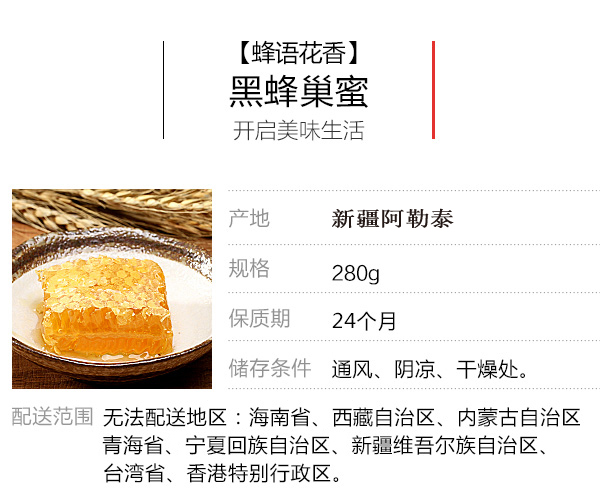 【蜂语花香】
黑蜂巢蜜
开启美味生活
产地 新疆阿勒泰
规格 280g
保质期 24个月
储存条件 通风、阴凉、干燥处。
配送范围 无法配送地区：海南省、西藏自治区、内蒙古自治区
青海省、宁夏回族自治区、新疆维吾尔族自治区、
台湾省、香港特别行政区。